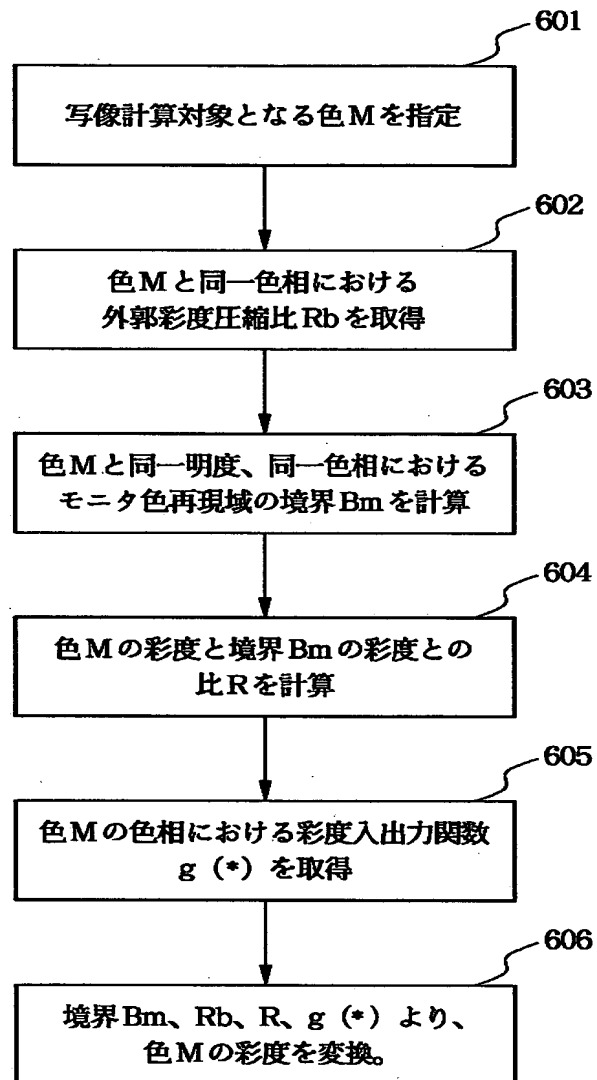 601
写像計算対象となる色Mを指定
602
色Mと同一色相における
外郭彩度圧縮比Rbを取得
603
色Mと同一明度、同一色相における
モニタ色再現域の境界Bmを計算
604
色Mの彩度と境界Bmの彩度との
比Rを計算
605
色Mの色相における彩度入出力関数
g（*）を取得
606
境界Bm、Rb、R、g（*）より、
色Mの彩度を変換。